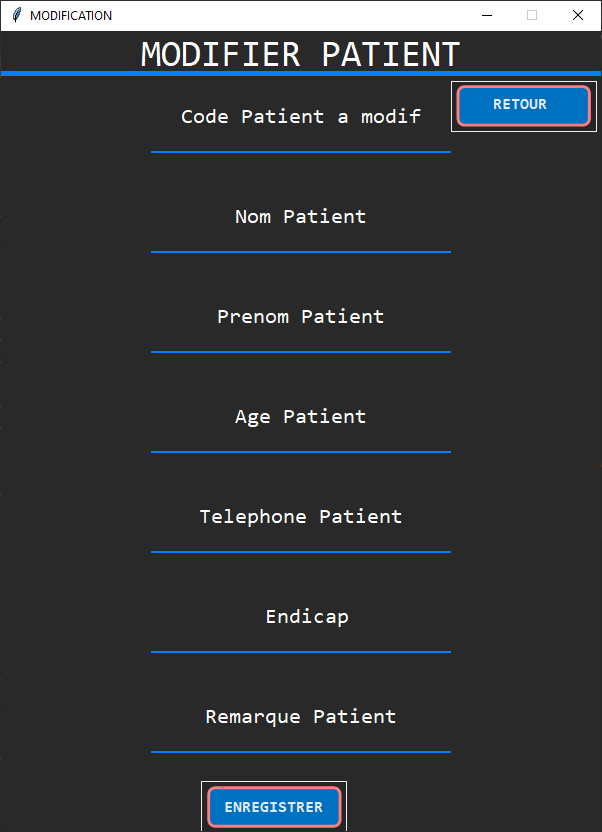 MODIFICATION
MODIFIER PATIENT
RETOUR
Code Patient a modif
Nom Patient
Prenom Patient
Age Patient
Telephone Patient
Endicap
Remarque Patient
ENREGISTRER